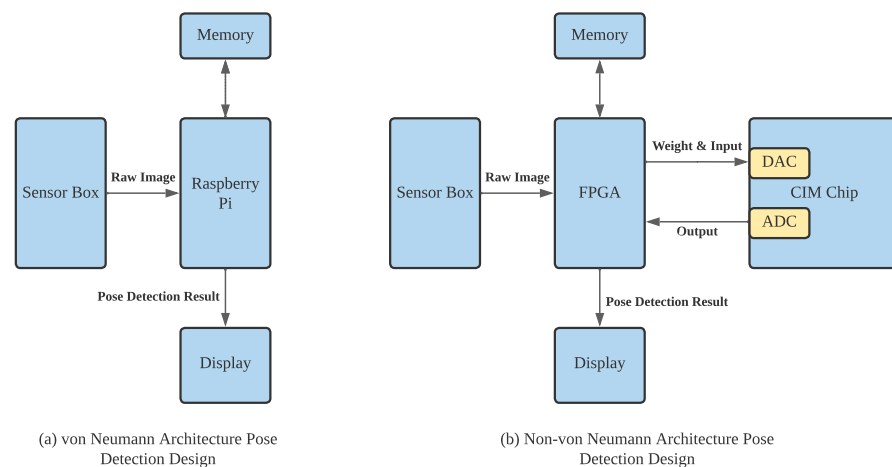 Memory
Sensor Box
Raw Image
Raspberry
Pi
Pose Detection Result
Display
(a) von Neumann Architecture Pose
Detection Design
Memory
Sensor Box
Raw Image
FPGA
Weight & Input
DAC
CIM Chip
ADC
Output
Pose Detection Result
Display
(b) Non-von Neumann Architecture Pose
Detection Design